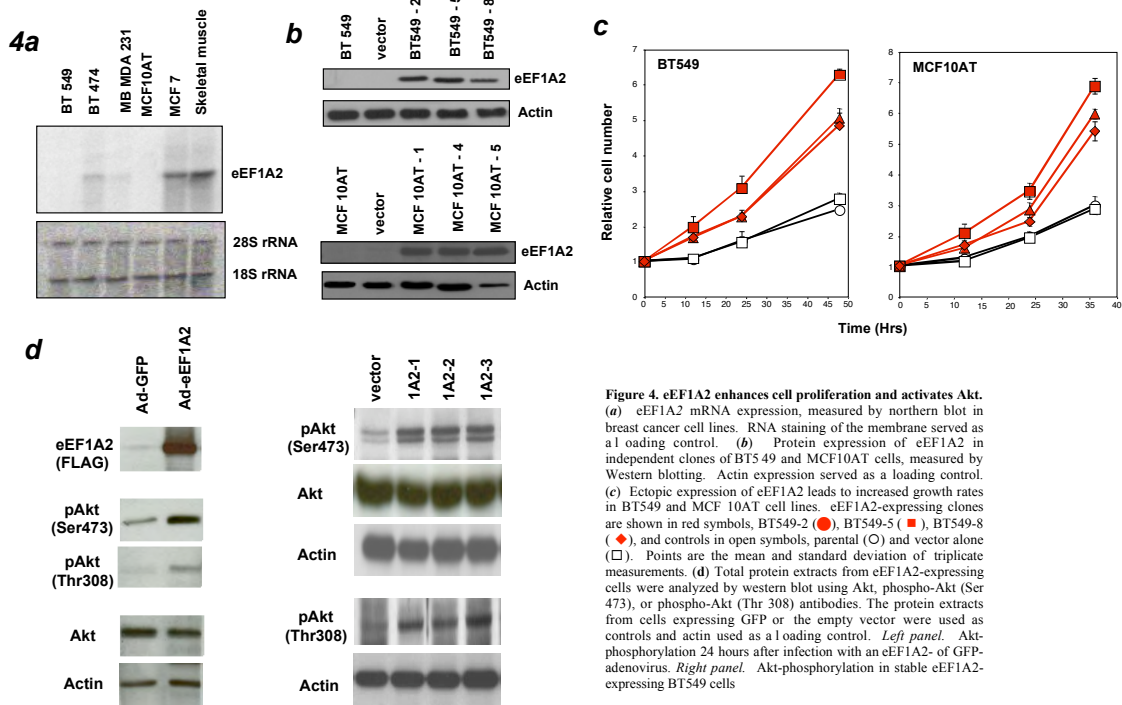 4a
BT 549
BT 474
MB MDA 231
MCF10AT
MCF 7
Skeletal muscle
eEF1A2
28S rRNA
18S rRNA
b
BT 549
vector
BT549 - 2
BT549 - 5
BT549 - 8
eEF1A2
Actin
MCF 10AT
vector
MCF 10AT - 1
MCF 10AT - 4
MCF 10AT - 5
eEF1A2
Actin
c
Relative cell number
BT549
7
6
5
4
3
2
1
0
0 5 10 15 20 25 30 35 40 45 50
MCF10AT
8
7
6
5
4
3
2
1
0
0 5 10 15 20 25 30 35 40
Time (Hrs)
d
Ad-GFP
Ad-eEF1A2
eEF1A2
(FLAG)
pAkt
(Ser473)
pAkt
(Thr308)
Akt
Actin
vector
1A2-1
1A2-2
1A2-3
pAkt
(Ser473)
Akt
Actin
pAkt
(Thr308)
Actin
Figure 4. eEF1A2 enhances cell proliferation and activates Akt.
(a) eEF1A2 mRNA expression, measured by northern blot in
breast cancer cell lines. RNA staining of the membrane served as
a l oading control. (b) Protein expression of eEF1A2 in
independent clones of BT5 49 and MCF10AT cells, measured by
Western blotting. Actin expression served as a loading control.
(c) Ectopic expression of eEF1A2 leads to increased growth rates
in BT549 and MCF 10AT cell lines. eEF1A2-expressing clones
are shown in red symbols, BT549-2 (●), BT549-5 ( ■ ), BT549-8
( ◆ ), and controls in open symbols, parental (○) and vector alone
(□). Points are the mean and standard deviation of triplicate
measurements. (d) Total protein extracts from eEF1A2-expressing
cells were analyzed by western blot using Akt, phospho-Akt (Ser
473), or phospho-Akt (Thr 308) antibodies. The protein extracts
from cells expressing GFP or the empty vector were used as
controls and actin used as a l oading control. Left panel. Akt-
phosphorylation 24 hours after infection with an eEF1A2- of GFP-
adenovirus. Right panel. Akt-phosphorylation in stable eEF1A2-
expressing BT549 cells